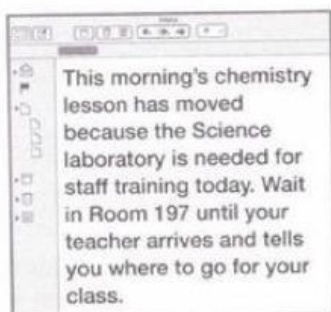 This morning's chemistry
lesson has moved
because the Science
laboratory is needed for
staff training today. Wait
in Room 197 until your
teacher arrives and tells
you where to go for your
class.